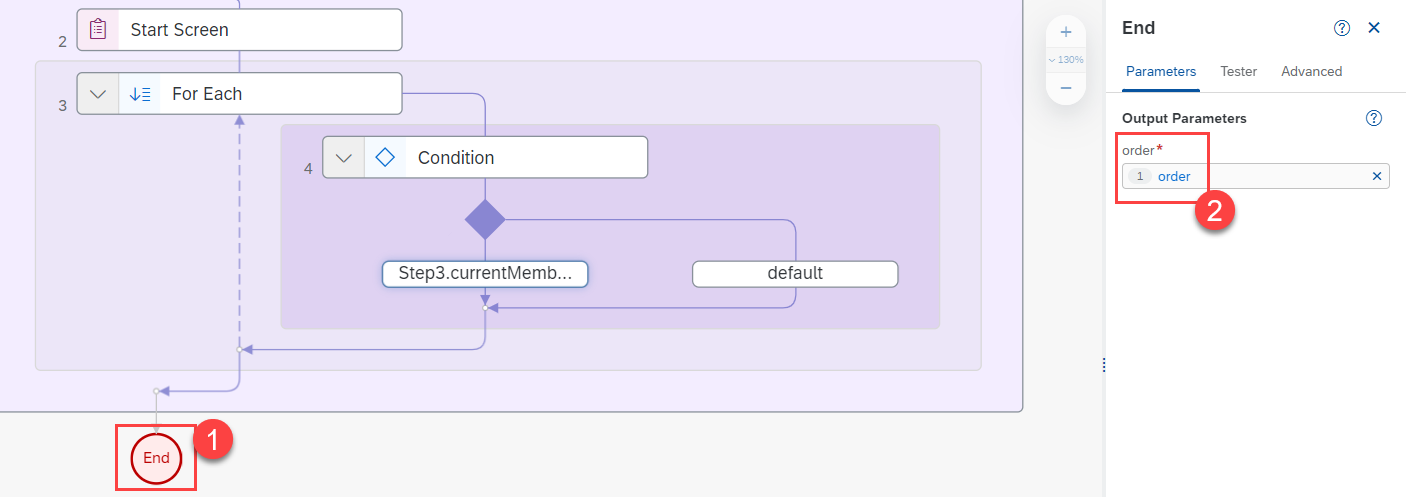 2
Start Screen
3
For Each
4
Condition
Step3.currentMemb...
default
End
1
130%
End
Parameters
Tester
Advanced
Output Parameters
order*
1 order
2